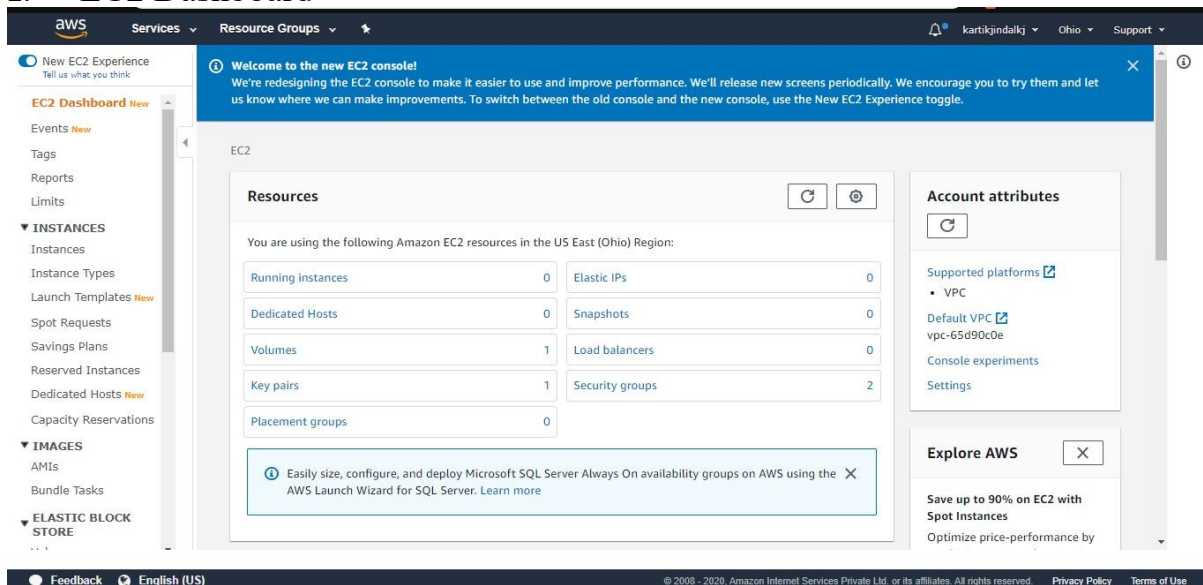 aws
Services
Resource Groups
kartikjindalkj
Ohio
Support
New EC2 Experience
Tell us what you think
EC2 Dashboard New
Events New
Tags
Reports
Limits
INSTANCES
Instances
Instance Types
Launch Templates New
Spot Requests
Savings Plans
Reserved Instances
Dedicated Hosts New
Capacity Reservations
IMAGES
AMIs
Bundle Tasks
ELASTIC BLOCK
STORE
Welcome to the new EC2 console!
We're redesigning the EC2 console to make it easier to use and improve performance. We'll release new screens periodically. We encourage you to try them and let
us know where we can make improvements. To switch between the old console and the new console, use the New EC2 Experience toggle.
EC2
Resources
You are using the following Amazon EC2 resources in the US East (Ohio) Region:
Running instances 0
Elastic IPs 0
Dedicated Hosts 0
Snapshots 0
Volumes 1
Load balancers 0
Key pairs 1
Security groups 2
Placement groups 0
Easily size, configure, and deploy Microsoft SQL Server Always On availability groups on AWS using the
AWS Launch Wizard for SQL Server. Learn more
Account attributes
Supported platforms
• VPC
Default VPC
vpc-65d90c0e
Console experiments
Settings
Explore AWS
Save up to 90% on EC2 with
Spot Instances
Optimize price-performance by
Feedback
English (US)
© 2008 - 2020, Amazon Internet Services Private Ltd. or its affiliates. All rights reserved.
Privacy Policy
Terms of Use